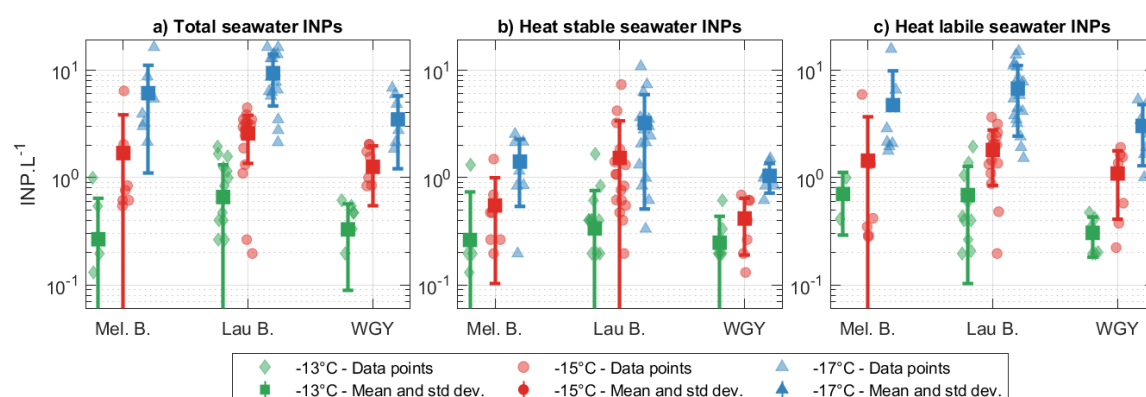 a) Total seawater INPs
b) Heat stable seawater INPs
c) Heat labile seawater INPs
INP.L⁻¹
10¹
10⁰
10⁻¹
10¹
10⁰
10⁻¹
10¹
10⁰
10⁻¹
Mel. B. Lau B. WGY
Mel. B. Lau B. WGY
Mel. B. Lau B. WGY
-13°C - Data points -15°C - Data points -17°C - Data points
-13°C - Mean and std dev. -15°C - Mean and std dev. -17°C - Mean and std dev.